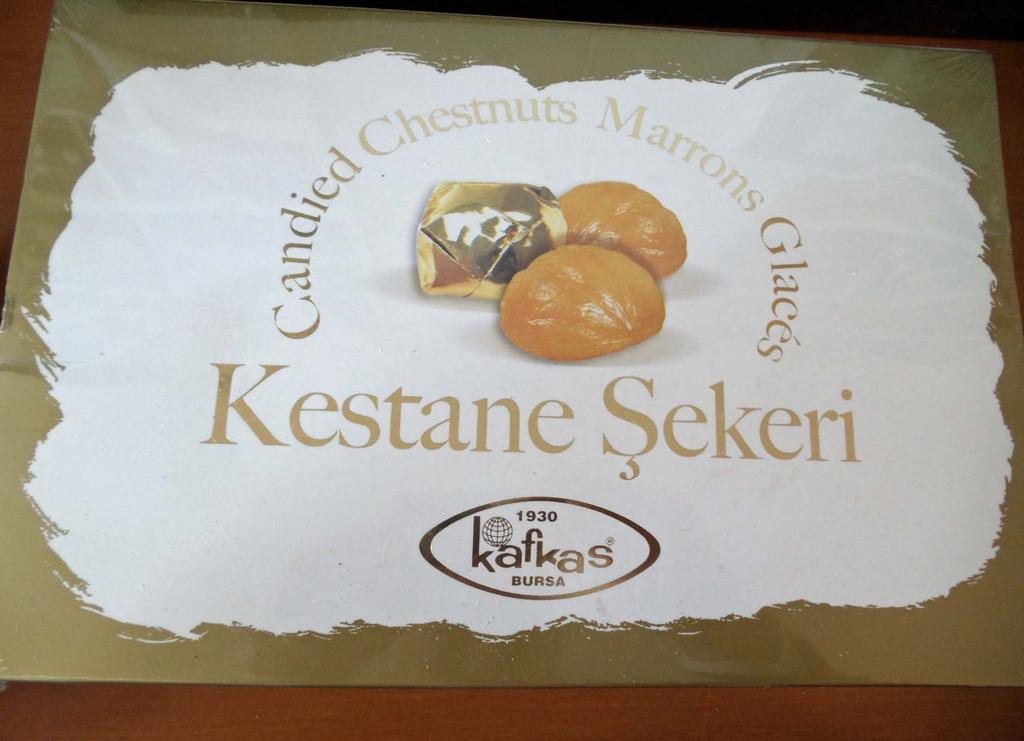 Candied Chestnuts Marrons Glacés
Kestane Şekeri
1930
kafkas®
BURSA